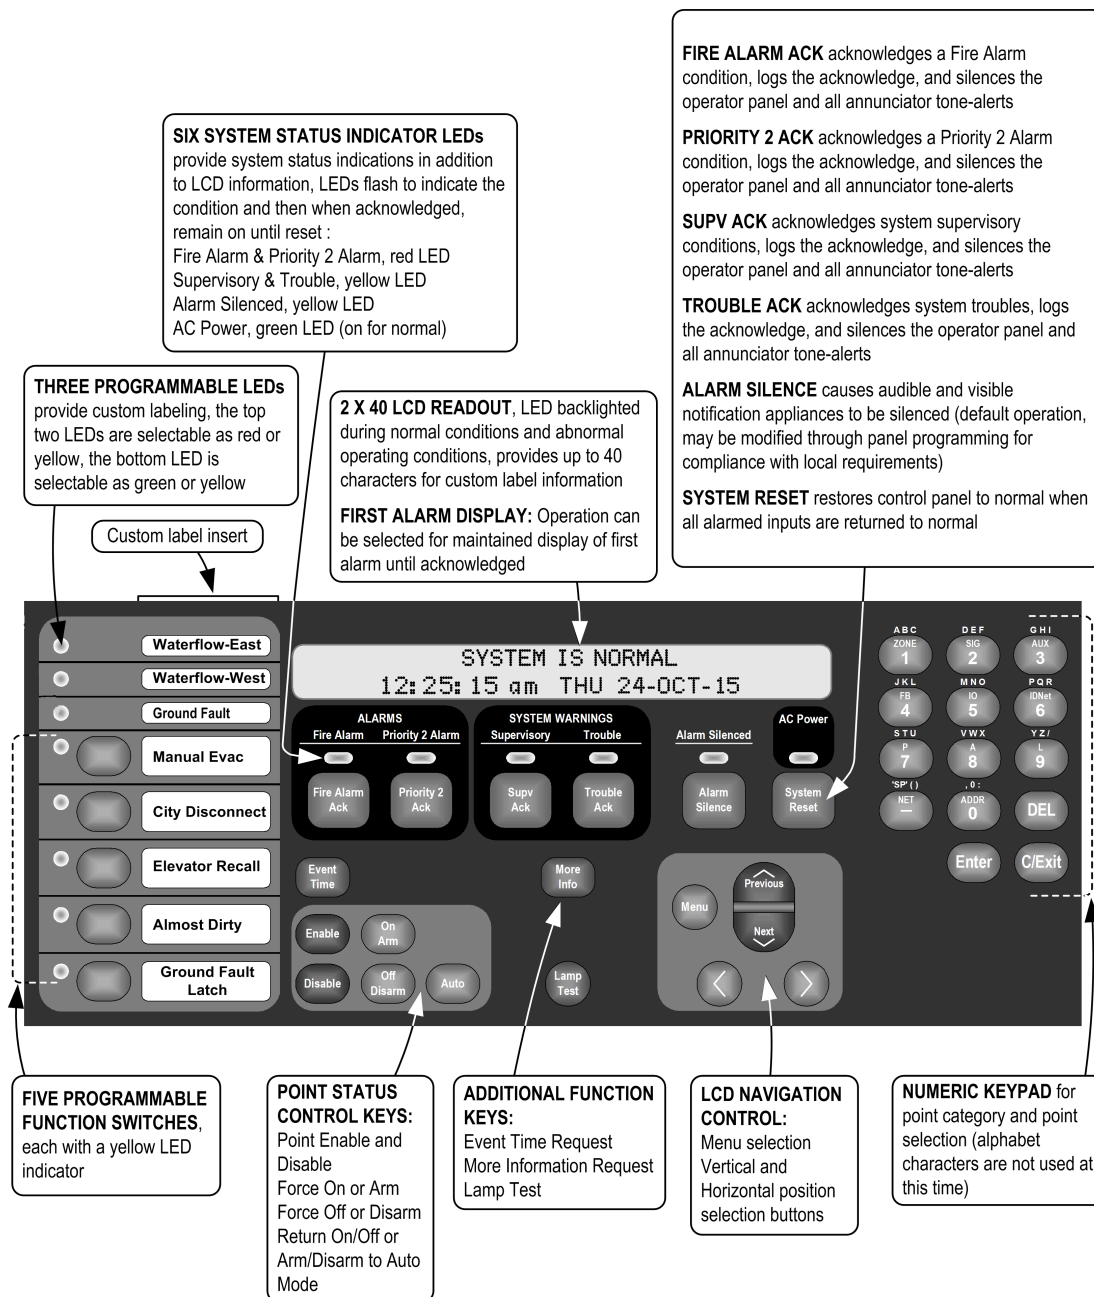 FIRE ALARM ACK acknowledges a Fire Alarm
condition, logs the acknowledge, and silences the
operator panel and all annunciator tone-alerts
PRIORITY 2 ACK acknowledges a Priority 2 Alarm
condition, logs the acknowledge, and silences the
operator panel and all annunciator tone-alerts
SUPV ACK acknowledges system supervisory
conditions, logs the acknowledge, and silences the
operator panel and all annunciator tone-alerts
TROUBLE ACK acknowledges system troubles, logs
the acknowledge, and silences the operator panel and
all annunciator tone-alerts
ALARM SILENCE causes audible and visible
notification appliances to be silenced (default operation,
may be modified through panel programming for
compliance with local requirements)
SYSTEM RESET restores control panel to normal when
all alarmed inputs are returned to normal
SIX SYSTEM STATUS INDICATOR LEDs
provide system status indications in addition
to LCD information, LEDs flash to indicate the
condition and then when acknowledged,
remain on until reset :
Fire Alarm & Priority 2 Alarm, red LED
Supervisory & Trouble, yellow LED
Alarm Silenced, yellow LED
AC Power, green LED (on for normal)
THREE PROGRAMMABLE LEDs
provide custom labeling, the top
two LEDs are selectable as red or
yellow, the bottom LED is
selectable as green or yellow
2 X 40 LCD READOUT, LED backlighted
during normal conditions and abnormal
operating conditions, provides up to 40
characters for custom label information
FIRST ALARM DISPLAY: Operation can
be selected for maintained display of first
alarm until acknowledged
Custom label insert
Waterflow-East
Waterflow-West
Ground Fault
Manual Evac
City Disconnect
Elevator Recall
Almost Dirty
Ground Fault
Latch
SYSTEM IS NORMAL
12:25:15 am THU 24-OCT-15
ALARMS
Fire Alarm Priority 2 Alarm
Fire Alarm
Ack
Priority 2
Ack
SYSTEM WARNINGS
Supervisory Trouble
Supv
Ack
Trouble
Ack
Alarm Silenced
Alarm
Silence
AC Power
System
Reset
Event
Time
More
Info
Enable
On
Arm
Disable
Off
Disarm
Auto
Lamp
Test
Menu
Previous
Next
ABC DEF GHI
ZONE SIG AUX
1 2 3
JKL MNO PQR
FB IO IDNet
4 5 6
STU VWX YZ/
P A L
7 8 9
'SP' ( ) , 0 :
NET ADDR
– 0 DEL
Enter C/Exit
FIVE PROGRAMMABLE
FUNCTION SWITCHES,
each with a yellow LED
indicator
POINT STATUS
CONTROL KEYS:
Point Enable and
Disable
Force On or Arm
Force Off or Disarm
Return On/Off or
Arm/Disarm to Auto
Mode
ADDITIONAL FUNCTION
KEYS:
Event Time Request
More Information Request
Lamp Test
LCD NAVIGATION
CONTROL:
Menu selection
Vertical and
Horizontal position
selection buttons
NUMERIC KEYPAD for
point category and point
selection (alphabet
characters are not used at
this time)